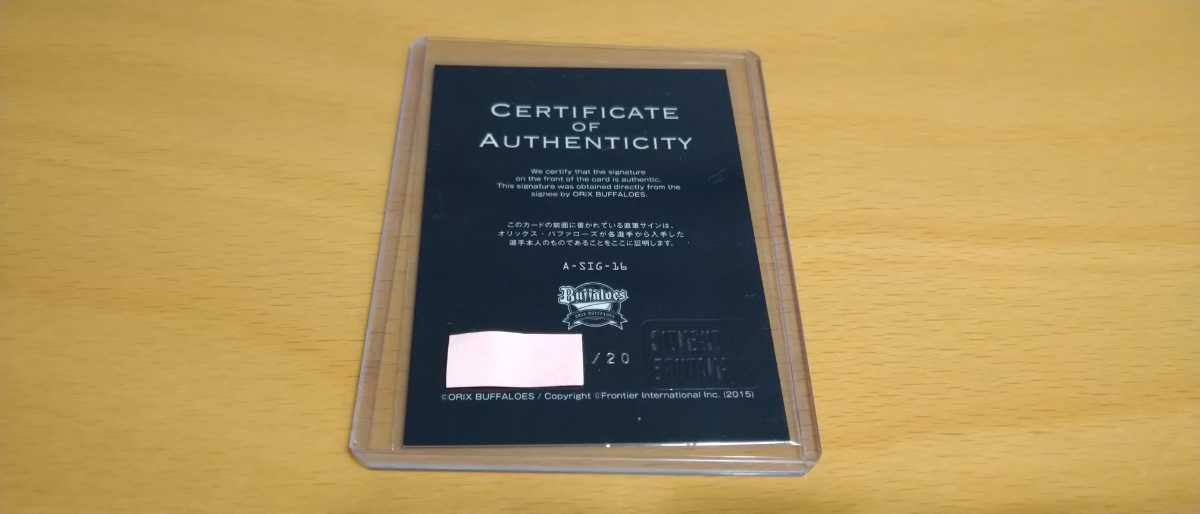 CERTIFICATE
OF
AUTHENTICITY
We certify that the signature
on the front of the card is authentic.
This signature was obtained directly from the
signee by ORIX BUFFALOES.
このカードの前面に書かれている直筆サインは、
オリックス・バファローズが各選手から入手した
選手本人のものであることをここに証明します。
A-SIG-16
Buffaloes
ORIX BUFFALOES
/20
©ORIX BUFFALOES / Copyright ©Frontier International Inc. (2015)